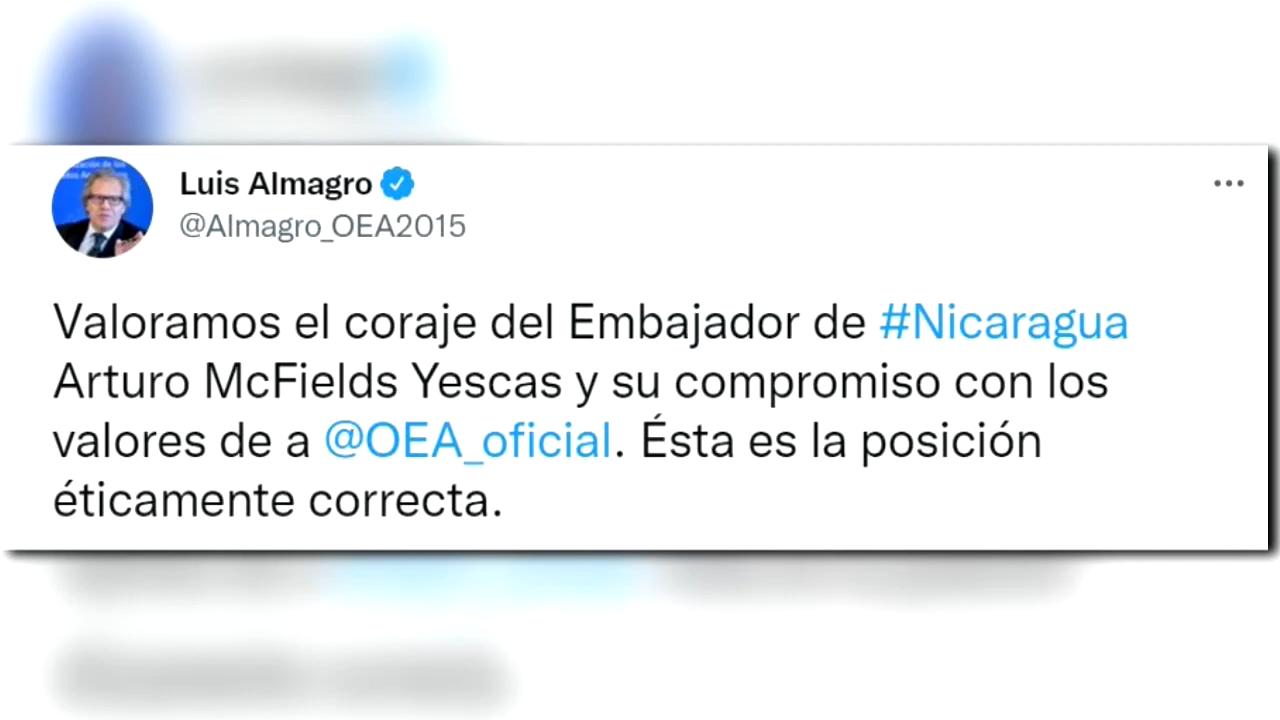 Luis Almagro
@Almagro_OEA2015
Valoramos el coraje del Embajador de #Nicaragua
Arturo McFields Yescas y su compromiso con los
valores de a @OEA_oficial. Ésta es la posición
éticamente correcta.